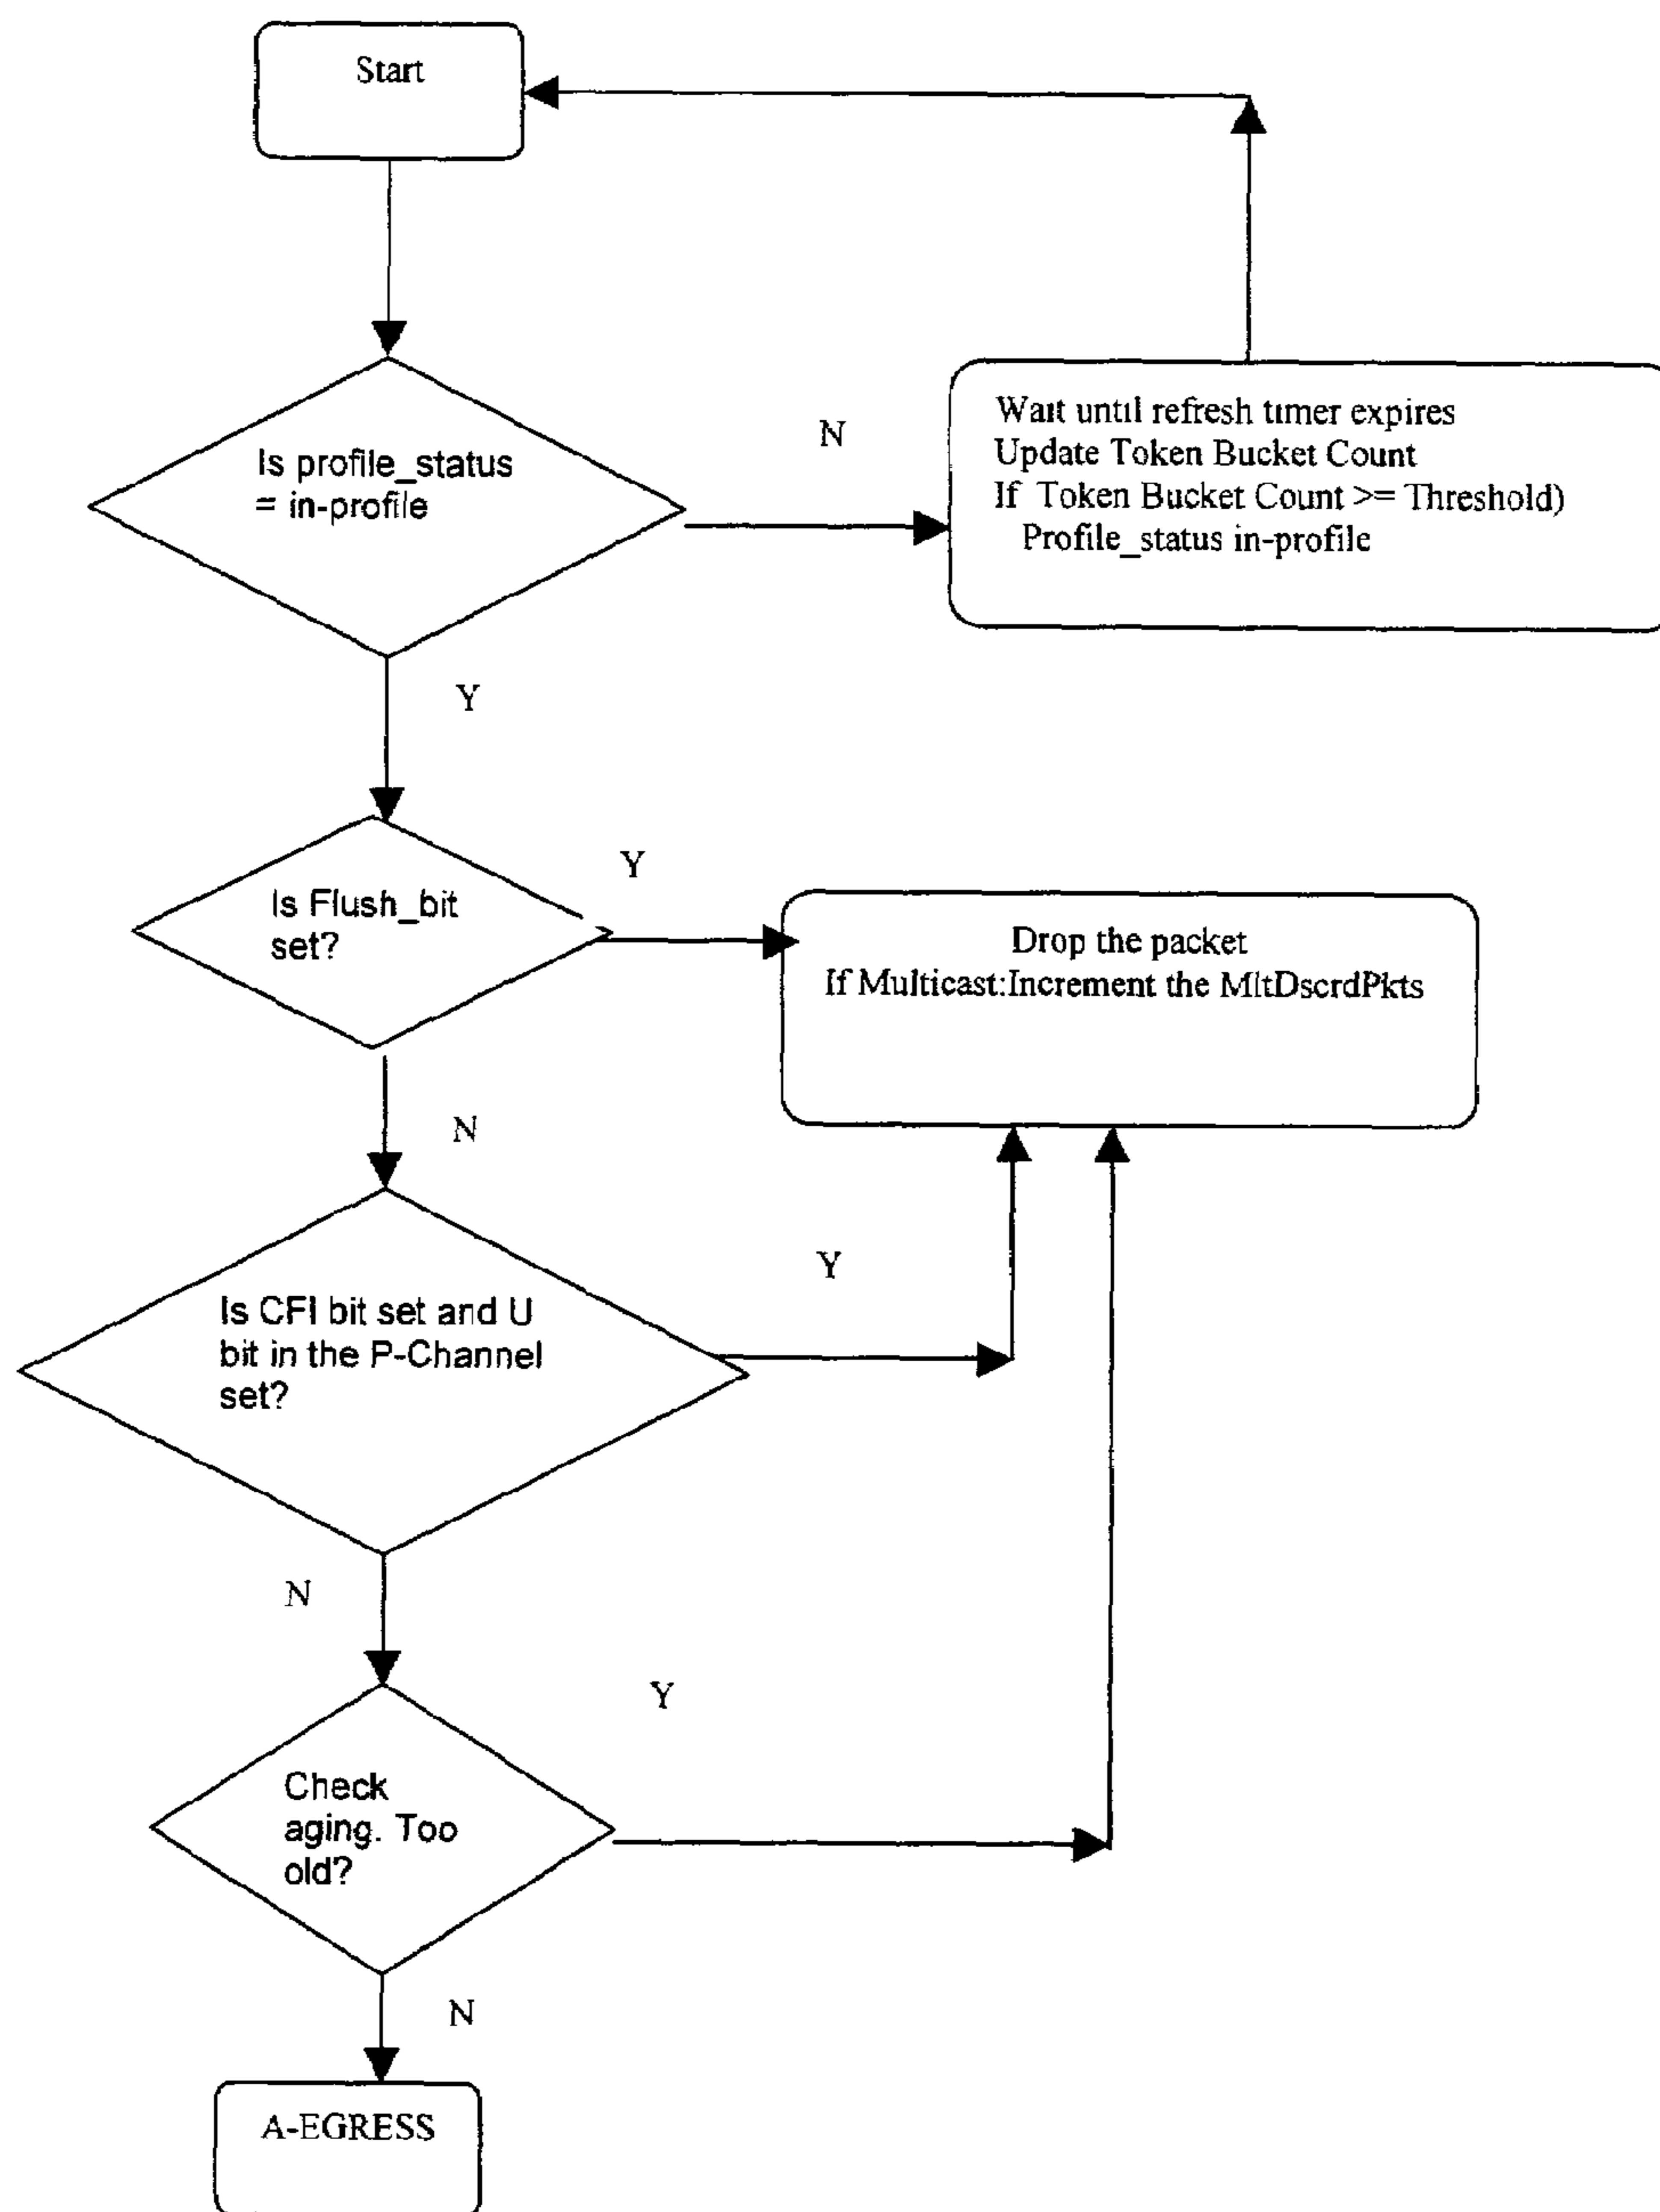 Start
Is profile_status
= in-profile
N
Wait until refresh timer expires
Update Token Bucket Count
If Token Bucket Count >= Threshold)
Profile_status in-profile
Y
Is Flush_bit
set?
Y
Drop the packet
If Multicast:Increment the MltDscrdPkts
N
Is CFI bit set and U
bit in the P-Channel
set?
Y
N
Check
aging. Too
old?
Y
N
A-EGRESS